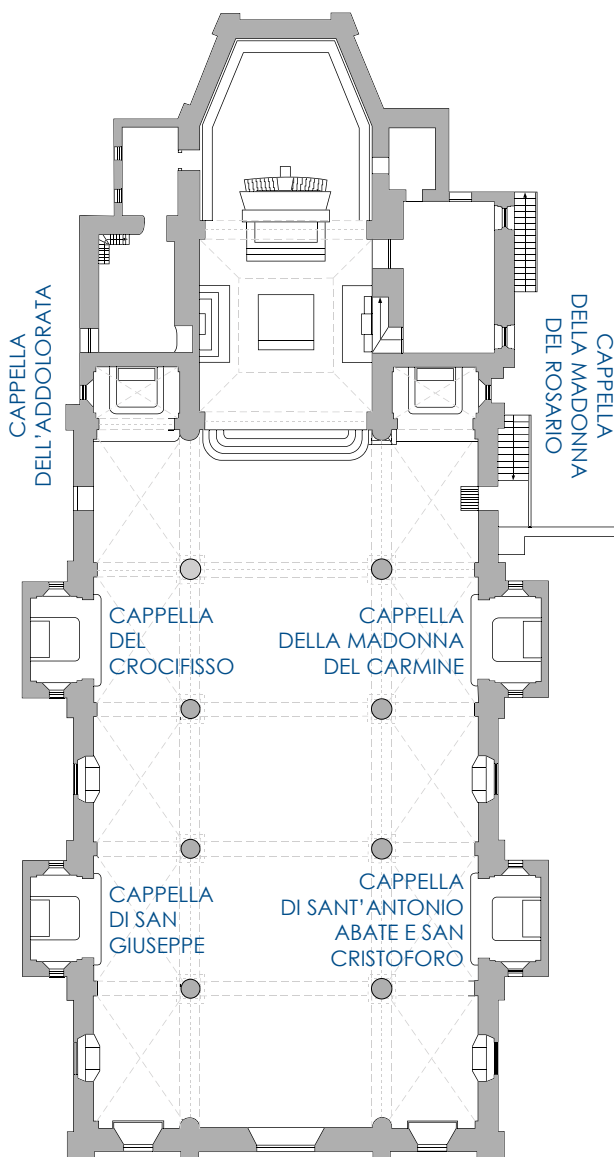 CAPPELLA
DELL'ADDOLORATA
CAPPELLA
DELLA MADONNA
DEL ROSARIO
CAPPELLA
DEL
CROCIFISSO
CAPPELLA
DELLA MADONNA
DEL CARMINE
CAPPELLA
DI SAN
GIUSEPPE
CAPPELLA
DI SANT'ANTONIO
ABATE E SAN
CRISTOFORO